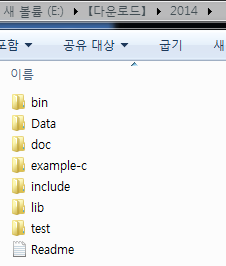 새 볼륨 (E:) ▸ 【다운로드】 ▸ 2014 ▸
포함 ▾ 공유 대상 ▾ 굽기 새
이름
bin
Data
doc
example-c
include
lib
test
Readme